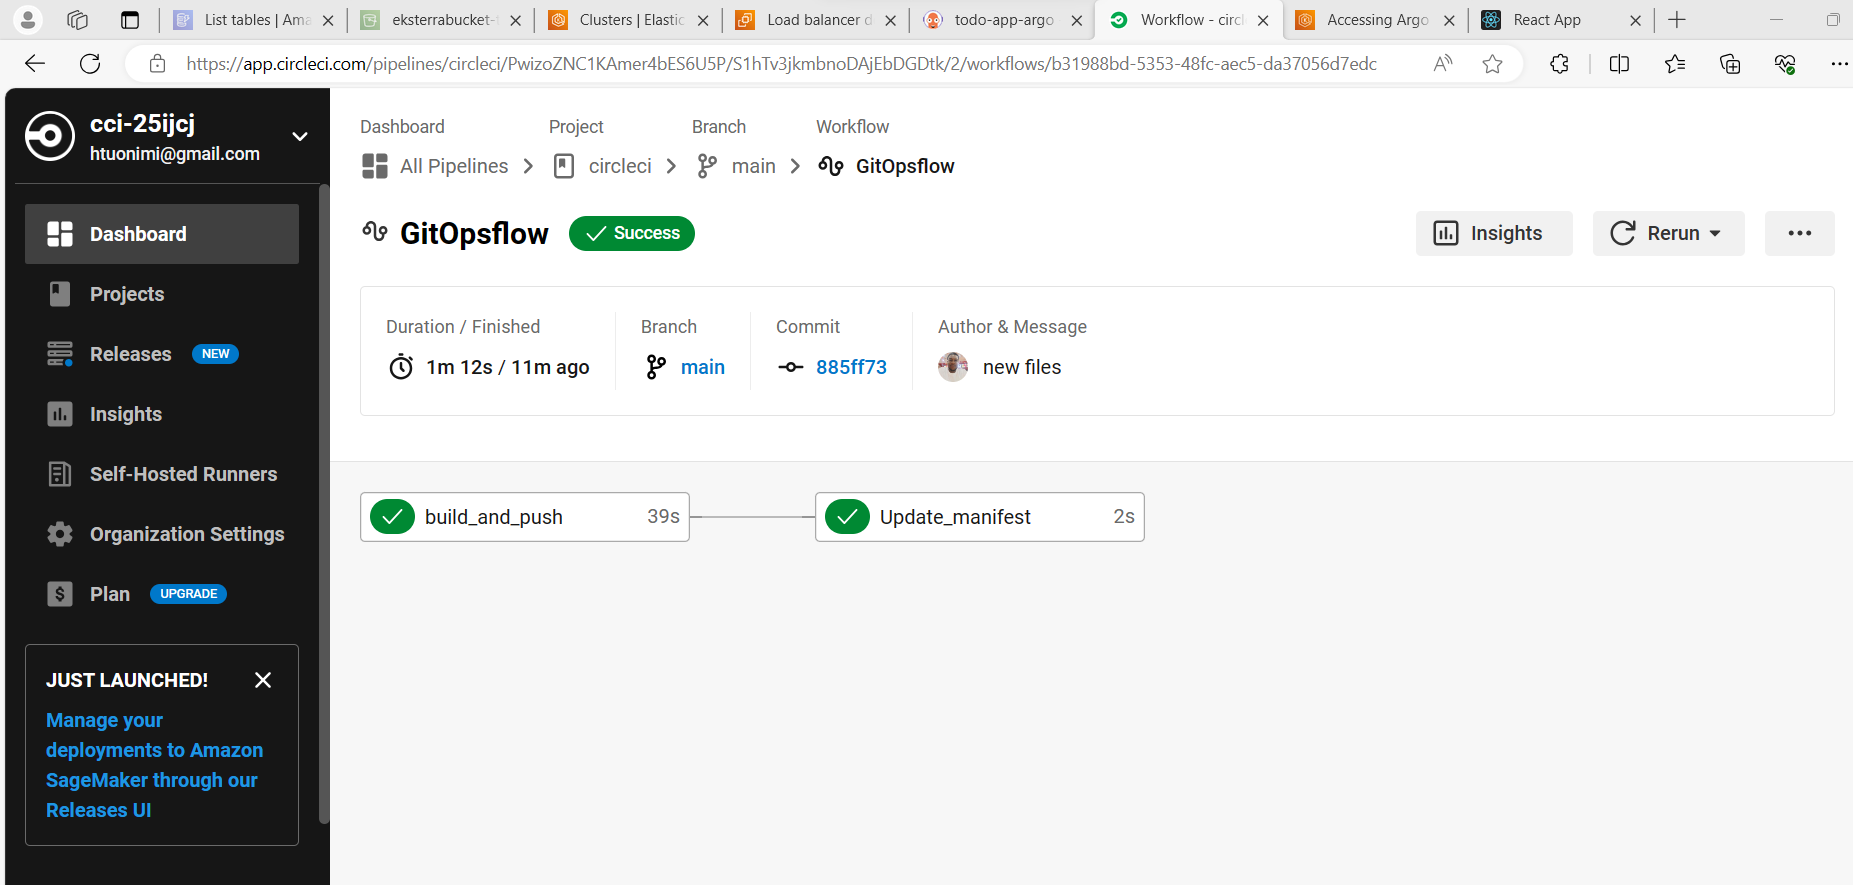 List tables | Ama
eksterrabucket-t
Clusters | Elastic
Load balancer d
todo-app-argo
Workflow - circl
Accessing Argo
React App
https://app.circleci.com/pipelines/circleci/PwizoZNC1KAmer4bES6U5P/S1hTv3jkmbnoDAjEbDGDtk/2/workflows/b31988bd-5353-48fc-aec5-da37056d7edc
cci-25ijcj
htuonimi@gmail.com
Dashboard
Projects
Releases NEW
Insights
Self-Hosted Runners
Organization Settings
Plan UPGRADE
JUST LAUNCHED!
Manage your
deployments to Amazon
SageMaker through our
Releases UI
Dashboard Project Branch Workflow
All Pipelines circleci main GitOpsflow
GitOpsflow Success
Insights Rerun
Duration / Finished Branch Commit Author & Message
1m 12s / 11m ago main 885ff73 new files
build_and_push 39s Update_manifest 2s